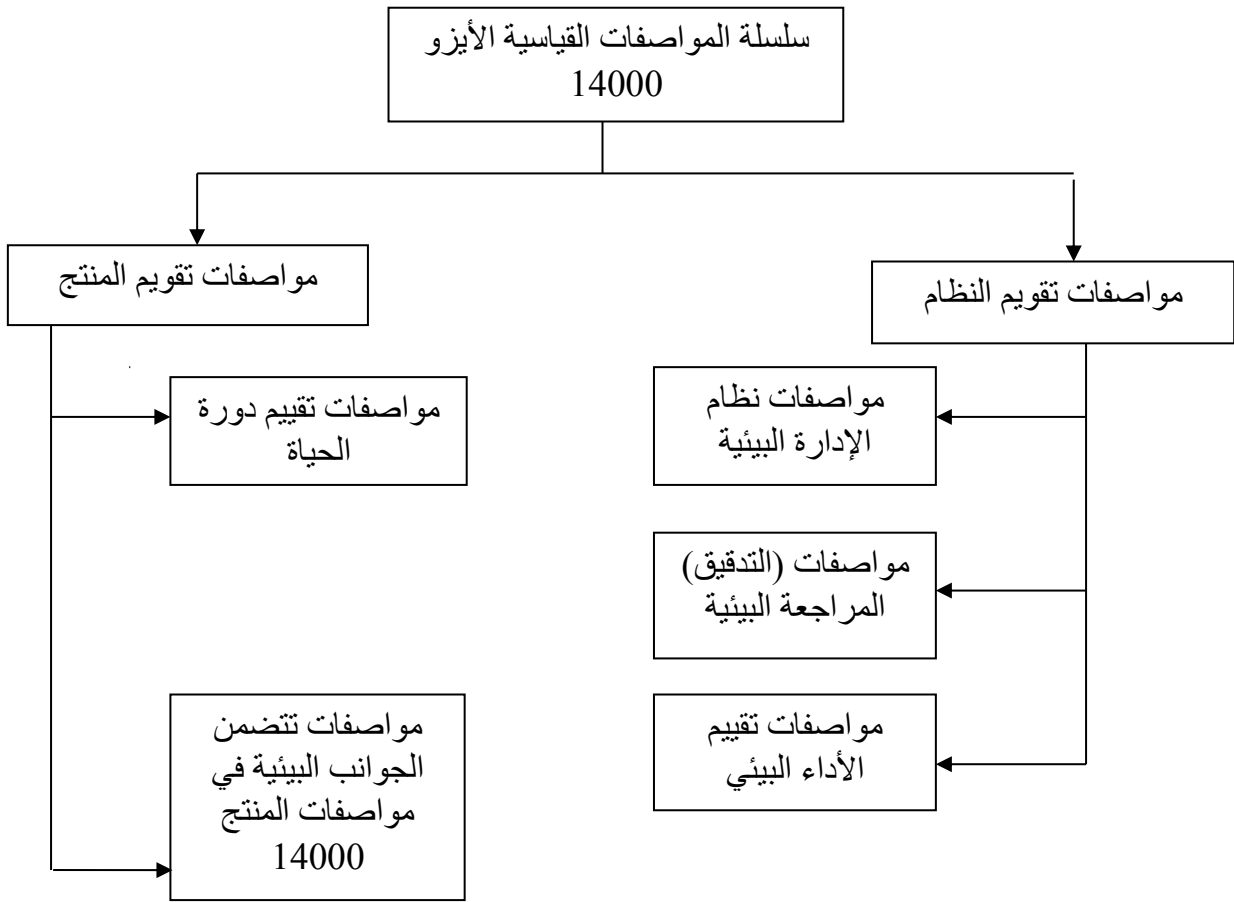 سلسلة المواصفات القياسية الأيزو
14000
مواصفات تقويم النظام
مواصفات تقويم المنتج
مواصفات نظام
الإدارة البيئية
مواصفات (التدقيق)
المراجعة البيئية
مواصفات تقييم
الأداء البيئي
مواصفات تقييم دورة
الحياة
مواصفات تتضمن
الجوانب البيئية في
مواصفات المنتج
14000